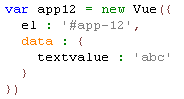 var app12 = new Vue({
  el : '#app-12',
  data : {
    textvalue : 'abc'
  }
})